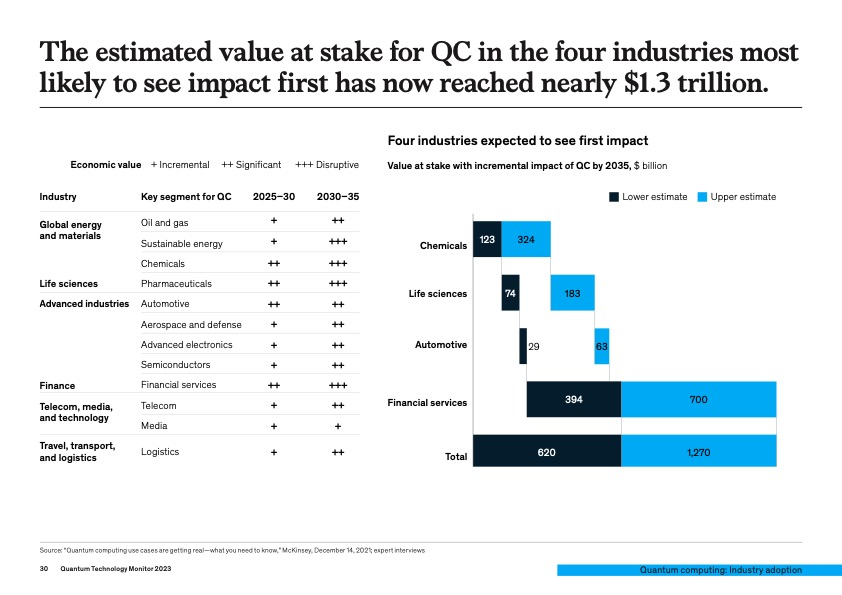 The estimated value at stake for QC in the four industries most
likely to see impact first has now reached nearly $1.3 trillion.
Economic value + Incremental ++ Significant +++ Disruptive
Industry Key segment for QC 2025–30 2030–35
Global energy
and materials
Oil and gas + ++
Sustainable energy + +++
Chemicals ++ +++
Life sciences Pharmaceuticals ++ +++
Advanced industries Automotive ++ ++
Aerospace and defense + ++
Advanced electronics + ++
Semiconductors + ++
Finance Financial services ++ +++
Telecom, media,
and technology
Telecom + ++
Media + +
Travel, transport,
and logistics
Logistics + ++
Four industries expected to see first impact
Value at stake with incremental impact of QC by 2035, $ billion
Lower estimate Upper estimate
Chemicals 123 324
Life sciences 74 183
Automotive 29 63
Financial services 394 700
Total 620 1,270
Source: "Quantum computing use cases are getting real—what you need to know," McKinsey, December 14, 2021; expert interviews
30 Quantum Technology Monitor 2023
Quantum computing: Industry adoption